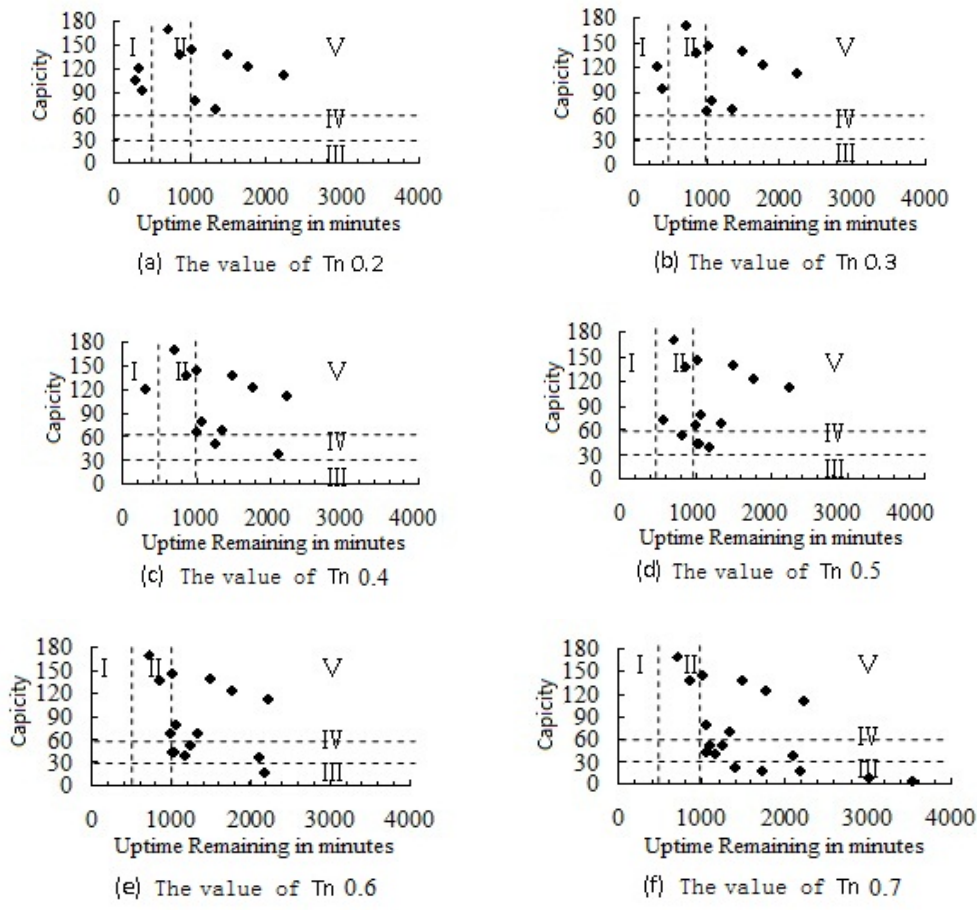 180
150
120
90
60
30
0
Capicity
I
II
V
IV
III
0 1000 2000 3000 4000
Uptime Remaining in minutes
(a) The value of Tn 0.2
180
150
120
90
60
30
0
Capicity
I
II
V
IV
III
0 1000 2000 3000 4000
Uptime Remaining in minutes
(b) The value of Tn 0.3
180
150
120
90
60
30
0
Capicity
I
II
V
IV
III
0 1000 2000 3000 4000
Uptime Remaining in minutes
(c) The value of Tn 0.4
180
150
120
90
60
30
0
Capicity
I
II
V
IV
III
0 1000 2000 3000 4000
Uptime Remaining in minutes
(d) The value of Tn 0.5
180
150
120
90
60
30
0
Capicity
I
II
V
IV
III
0 1000 2000 3000 4000
Uptime Remaining in minutes
(e) The value of Tn 0.6
180
150
120
90
60
30
0
Capicity
I
II
V
IV
III
0 1000 2000 3000 4000
Uptime Remaining in minutes
(f) The value of Tn 0.7